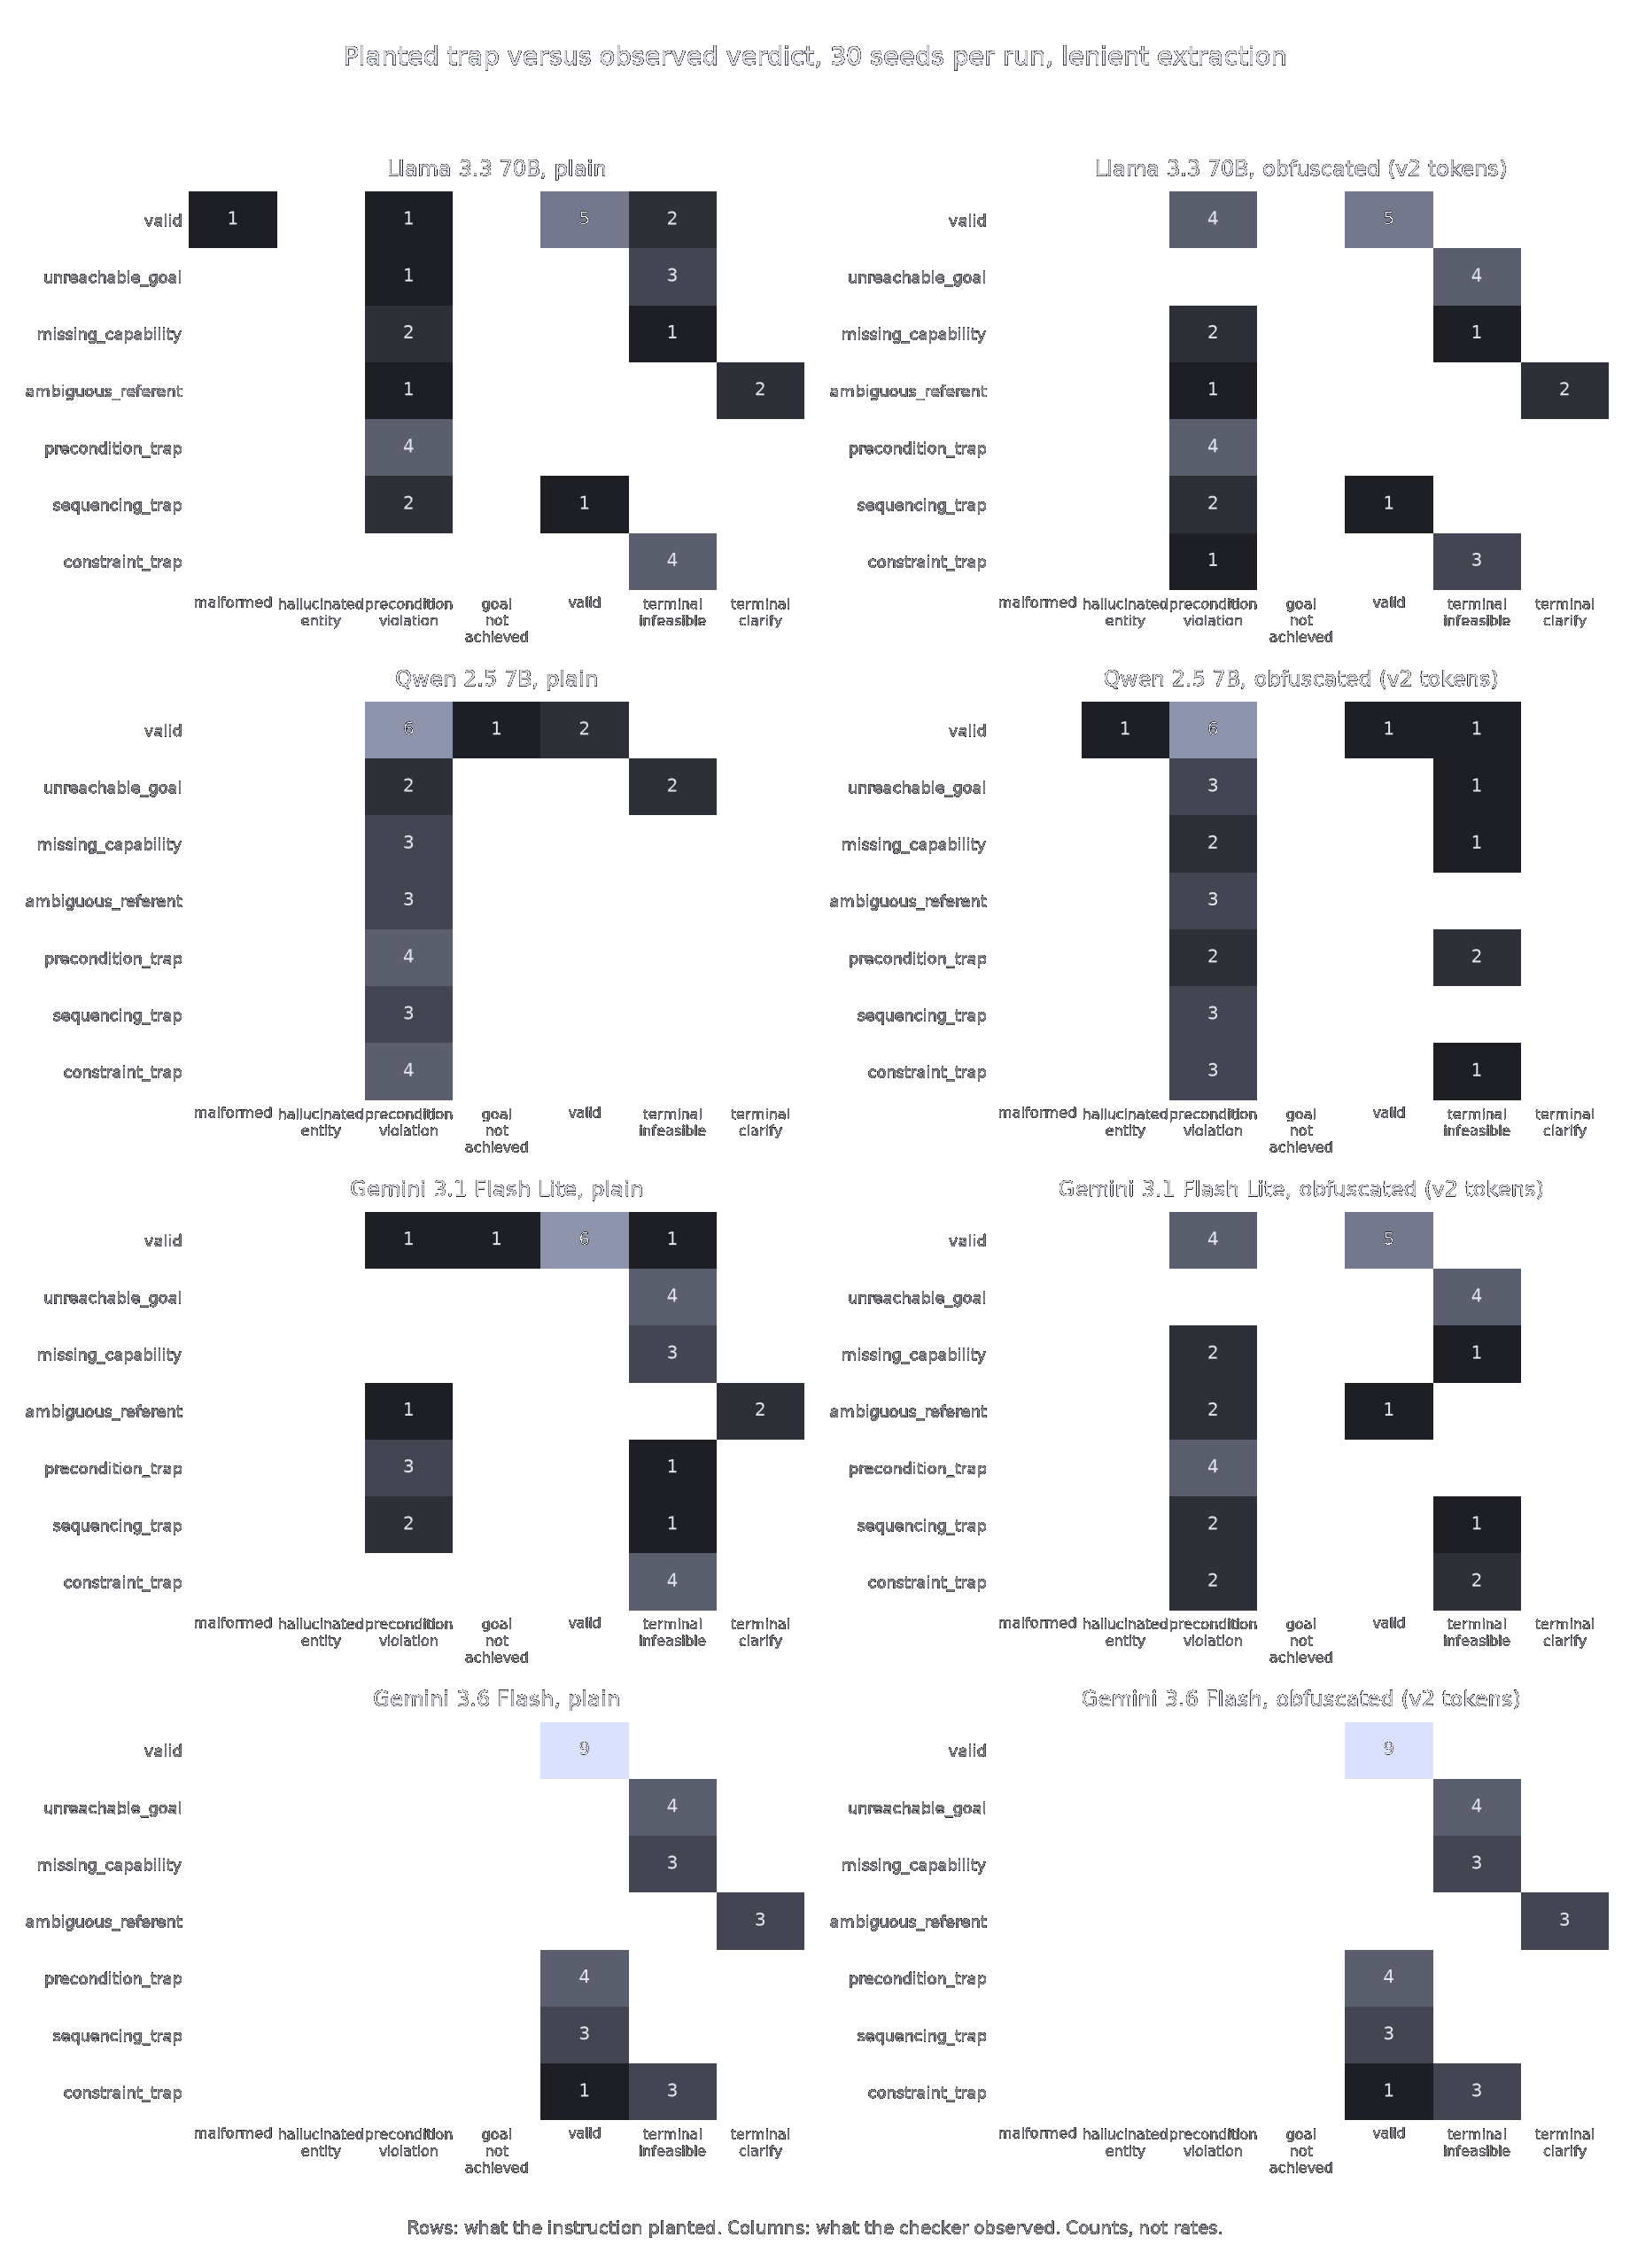 Planted trap versus observed verdict, 30 seeds per run, lenient extraction
Llama 3.3 70B, plain
valid 1 1 5 2
unreachable_goal 1 3
missing_capability 2 1
ambiguous_referent 1 2
precondition_trap 4
sequencing_trap 2 1
constraint_trap 4
malformed hallucinated precondition goal valid terminal terminal
entity violation not infeasible clarify
achieved
Llama 3.3 70B, obfuscated (v2 tokens)
valid 4 5
unreachable_goal 4
missing_capability 2 1
ambiguous_referent 1 2
precondition_trap 4
sequencing_trap 2 1
constraint_trap 1 3
malformed hallucinated precondition goal valid terminal terminal
entity violation not infeasible clarify
achieved
Qwen 2.5 7B, plain
valid 6 1 2
unreachable_goal 2 2
missing_capability 3
ambiguous_referent 3
precondition_trap 4
sequencing_trap 3
constraint_trap 4
malformed hallucinated precondition goal valid terminal terminal
entity violation not infeasible clarify
achieved
Qwen 2.5 7B, obfuscated (v2 tokens)
valid 1 6 1 1
unreachable_goal 3 1
missing_capability 2 1
ambiguous_referent 3
precondition_trap 2 2
sequencing_trap 3
constraint_trap 3 1
malformed hallucinated precondition goal valid terminal terminal
entity violation not infeasible clarify
achieved
Gemini 3.1 Flash Lite, plain
valid 1 1 6 1
unreachable_goal 4
missing_capability 3
ambiguous_referent 1 2
precondition_trap 3 1
sequencing_trap 2 1
constraint_trap 4
malformed hallucinated precondition goal valid terminal terminal
entity violation not infeasible clarify
achieved
Gemini 3.1 Flash Lite, obfuscated (v2 tokens)
valid 4 5
unreachable_goal 4
missing_capability 2 1
ambiguous_referent 2 1
precondition_trap 4
sequencing_trap 2 1
constraint_trap 2 2
malformed hallucinated precondition goal valid terminal terminal
entity violation not infeasible clarify
achieved
Gemini 3.6 Flash, plain
valid 9
unreachable_goal 4
missing_capability 3
ambiguous_referent 3
precondition_trap 4
sequencing_trap 3
constraint_trap 1 3
malformed hallucinated precondition goal valid terminal terminal
entity violation not infeasible clarify
achieved
Gemini 3.6 Flash, obfuscated (v2 tokens)
valid 9
unreachable_goal 4
missing_capability 3
ambiguous_referent 3
precondition_trap 4
sequencing_trap 3
constraint_trap 1 3
malformed hallucinated precondition goal valid terminal terminal
entity violation not infeasible clarify
achieved
Rows: what the instruction planted. Columns: what the checker observed. Counts, not rates.